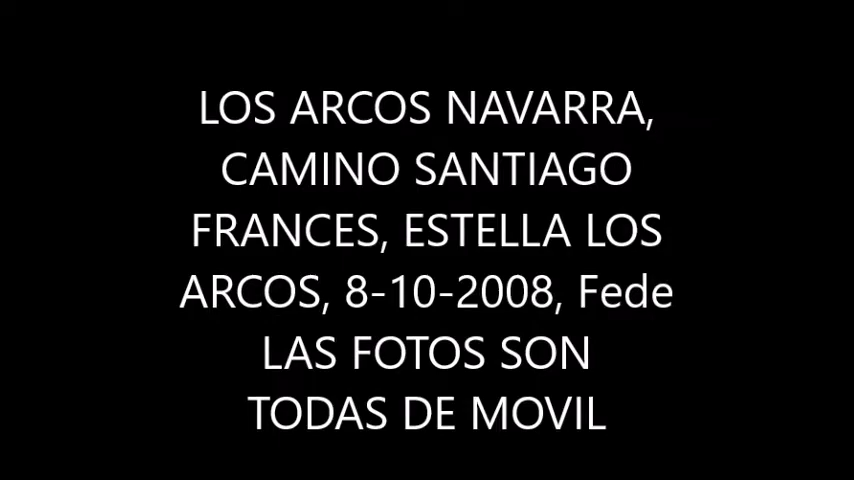 LOS ARCOS NAVARRA,
CAMINO SANTIAGO
FRANCES, ESTELLA LOS
ARCOS, 8-10-2008, Fede
LAS FOTOS SON
TODAS DE MOVIL